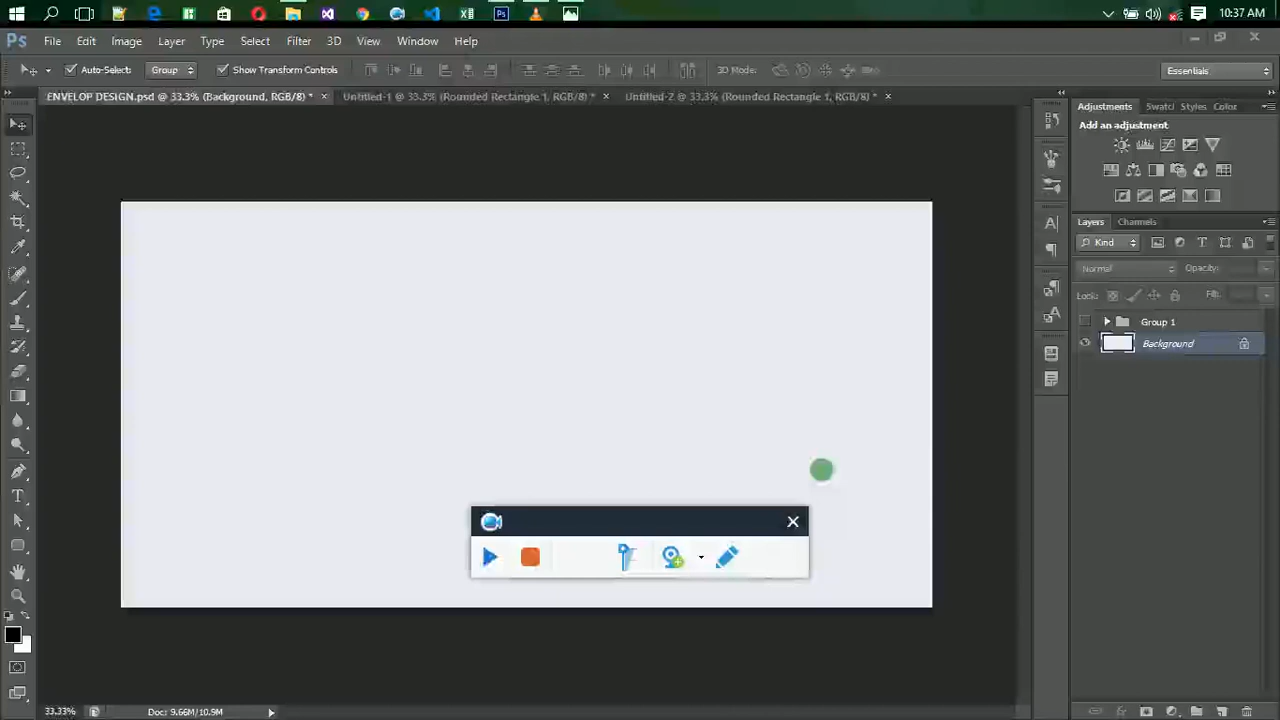 10:37 AM
Ps File Edit Image Layer Type Select Filter 3D View Window Help
Auto-Select: Group Show Transform Controls 3D Mode: Essentials
ENVELOP DESIGN.psd @ 33.3% (Background, RGB/8) * Untitled-1 @ 33.3% (Rounded Rectangle 1, RGB/8) * Untitled-2 @ 33.3% (Rounded Rectangle 1, RGB/8) *
Adjustments Swatcl Styles Color
Add an adjustment
Layers Channels
Kind
Normal Opacity:
Lock: Fill:
Group 1
Background
33.33% Doc: 9.66M/10.9M